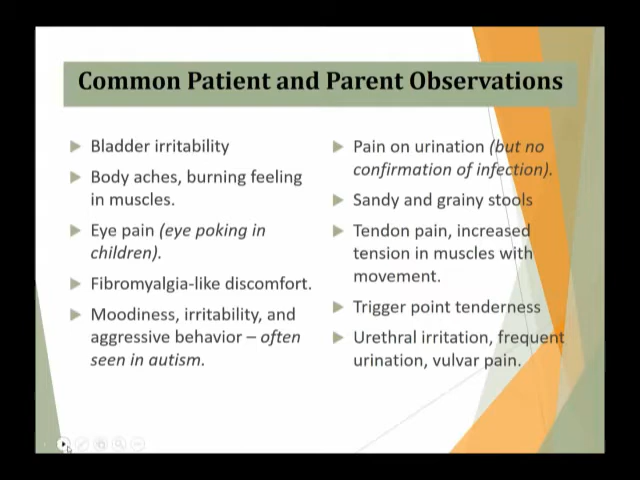 Common Patient and Parent Observations
Bladder irritability
Body aches, burning feeling
in muscles.
Eye pain (eye poking in
children).
Fibromyalgia-like discomfort.
Moodiness, irritability, and
aggressive behavior – often
seen in autism.
Pain on urination (but no
confirmation of infection).
Sandy and grainy stools
Tendon pain, increased
tension in muscles with
movement.
Trigger point tenderness
Urethral irritation, frequent
urination, vulvar pain.